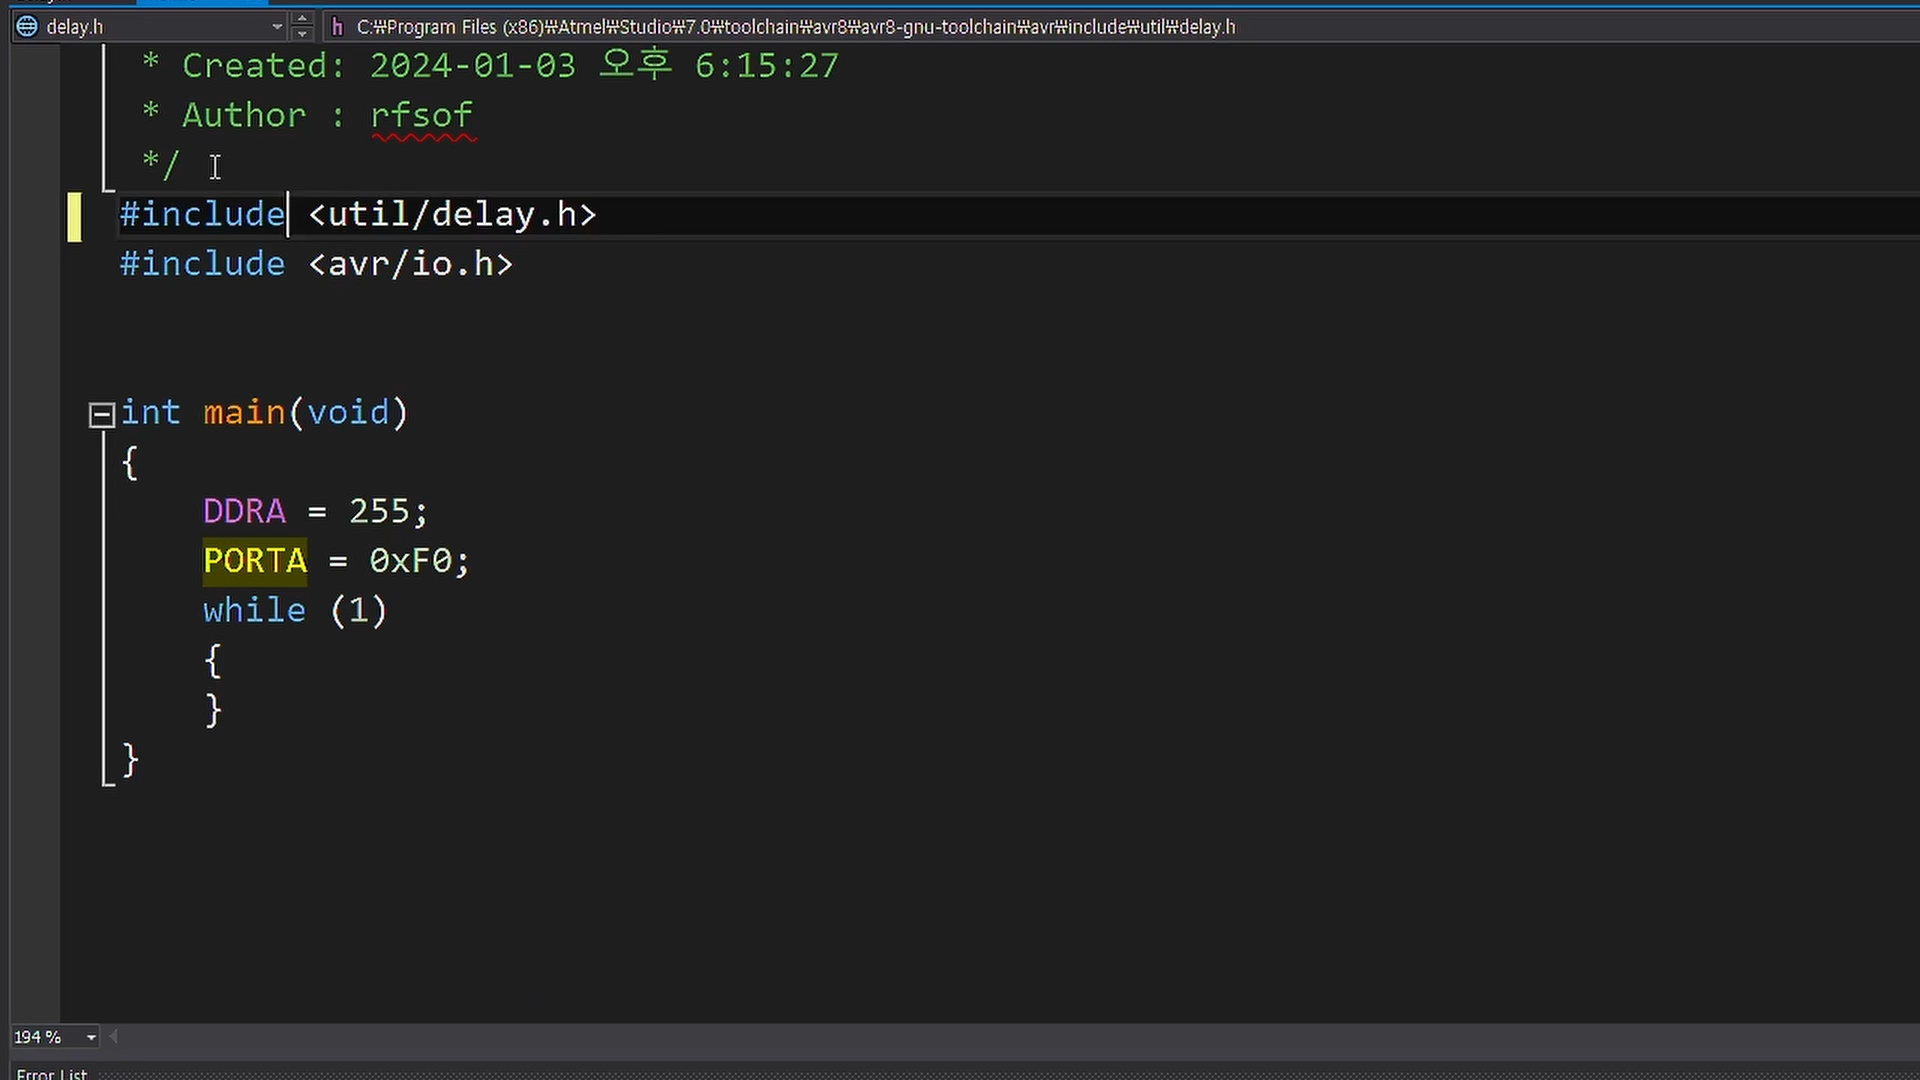 delay.h
C:₩Program Files (x86)₩Atmel₩Studio₩7.0₩toolchain₩avr8₩avr8-gnu-toolchain₩avr₩include₩util₩delay.h
* Created: 2024-01-03 오후 6:15:27
* Author : rfsof
*/
#include <util/delay.h>
#include <avr/io.h>
int main(void)
{
DDRA = 255;
PORTA = 0xF0;
while (1)
{
}
}
194 %
Error List